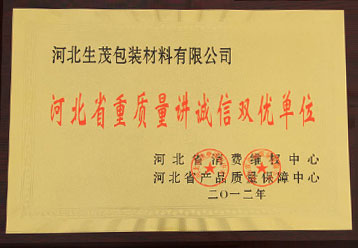 河北生茂包装材料有限公司
河北省重质量讲诚信双优单位
河北省消费维权中心
河北省产品质量保障中心
二○一二年